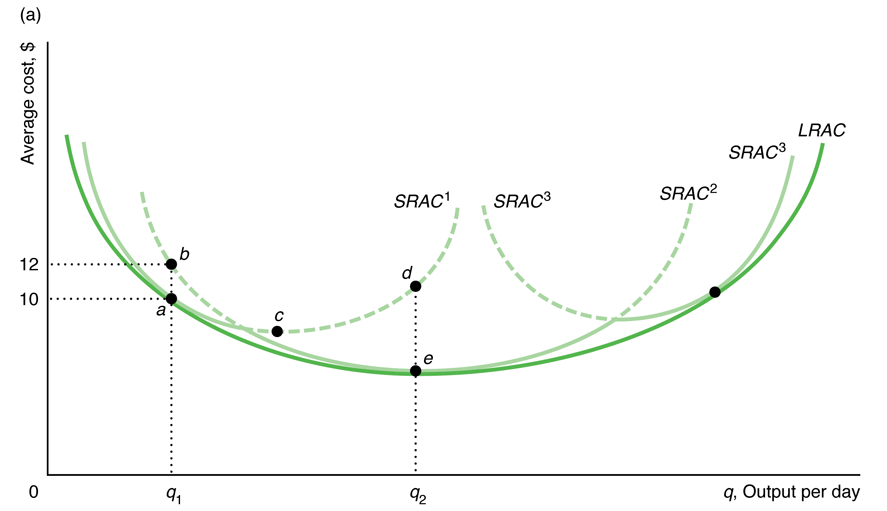 (a)
Average cost, $
LRAC
SRAC³
SRAC²
SRAC¹
SRAC³
b
12
d
10
a
c
e
0
q₁
q₂
q, Output per day